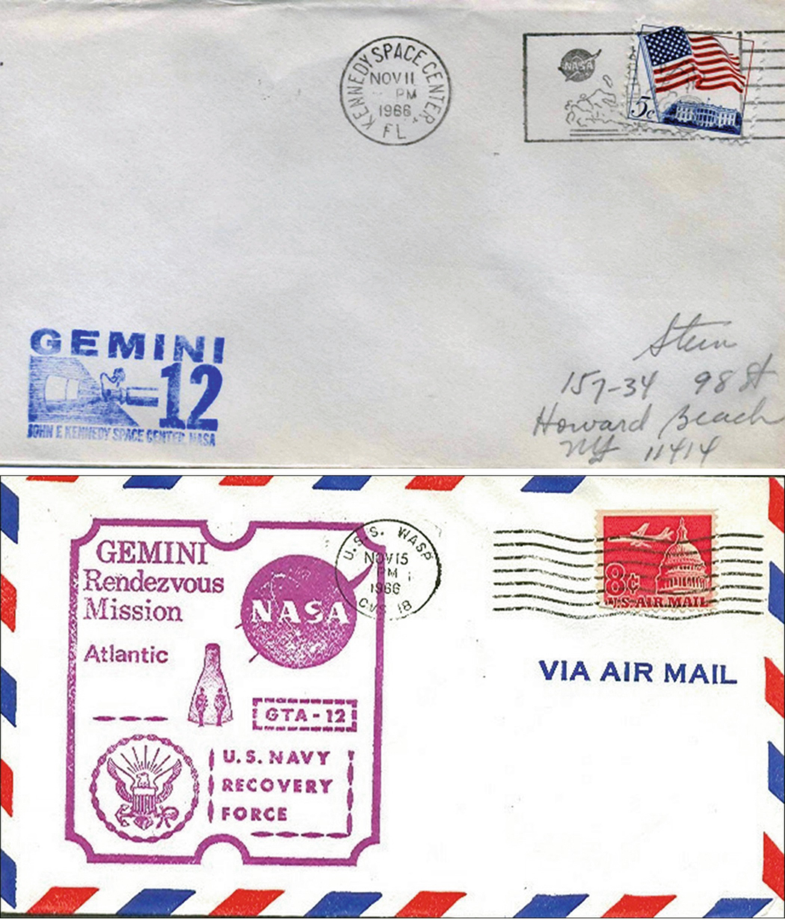 KENNEDY SPACE CENTER
NOV 11
PM
1966
FL
NASA
5c
GEMINI
12
JOHN F. KENNEDY SPACE CENTER, NASA
Stein
157-34 98 St
Howard Beach
NY 11414
GEMINI
Rendezvous
Mission
Atlantic
NASA
GTA-12
U.S. NAVY
RECOVERY
FORCE
U.S.S. WASP
NOV 15
PM
1966
CVS 18
8¢
U.S. AIR MAIL
VIA AIR MAIL